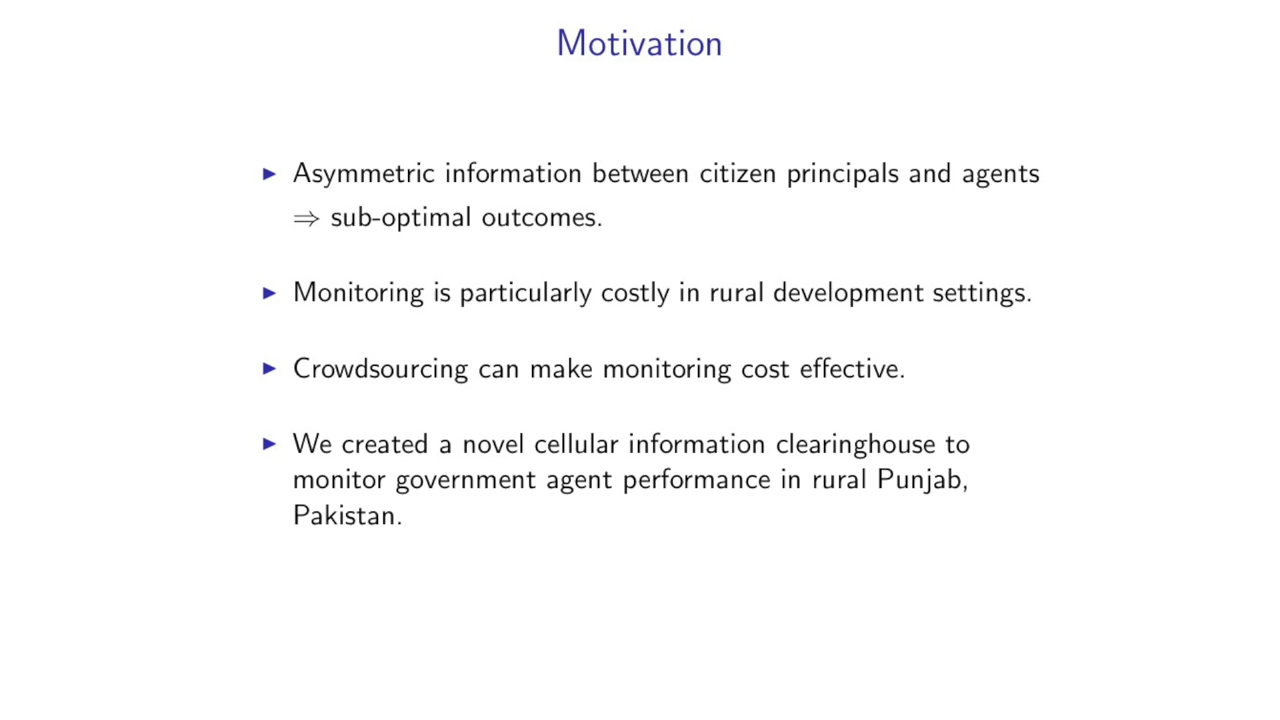 Motivation
▶ Asymmetric information between citizen principals and agents
⇒ sub-optimal outcomes.
▶ Monitoring is particularly costly in rural development settings.
▶ Crowdsourcing can make monitoring cost effective.
▶ We created a novel cellular information clearinghouse to
monitor government agent performance in rural Punjab,
Pakistan.